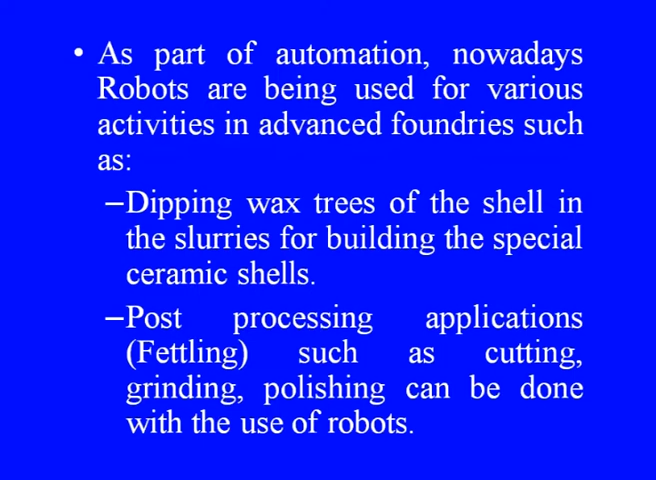 • As part of automation, nowadays
Robots are being used for various
activities in advanced foundries such
as:
–Dipping wax trees of the shell in
the slurries for building the special
ceramic shells.
–Post processing applications
(Fettling) such as cutting,
grinding, polishing can be done
with the use of robots.